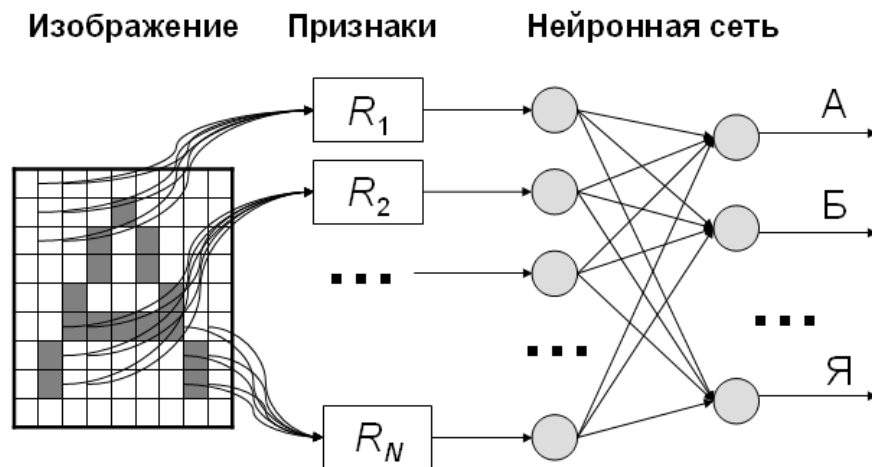 Изображение Признаки Нейронная сеть
R1
А
R2
Б
...
...
...
Я
RN